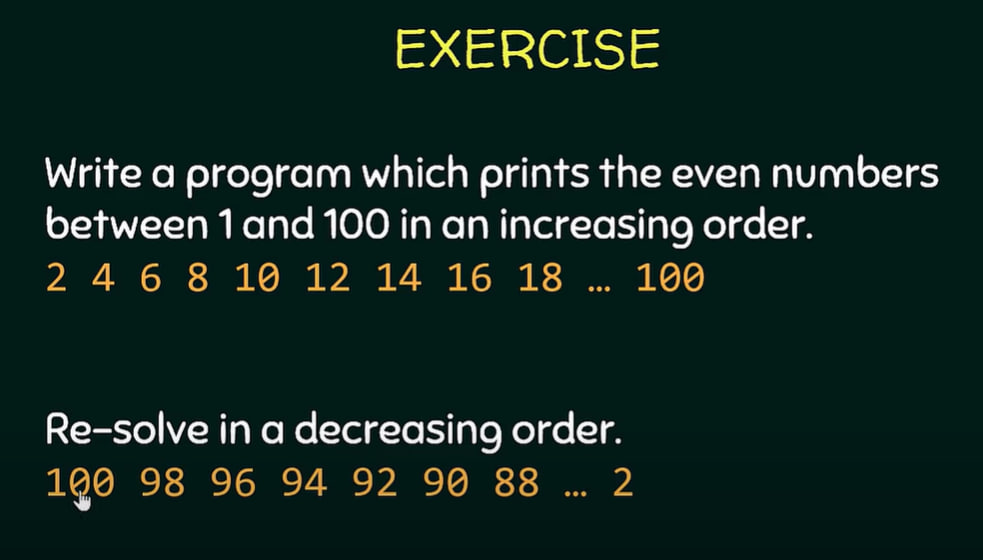 EXERCISE
Write a program which prints the even numbers
between 1 and 100 in an increasing order.
2 4 6 8 10 12 14 16 18 … 100
Re-solve in a decreasing order.
100 98 96 94 92 90 88 … 2